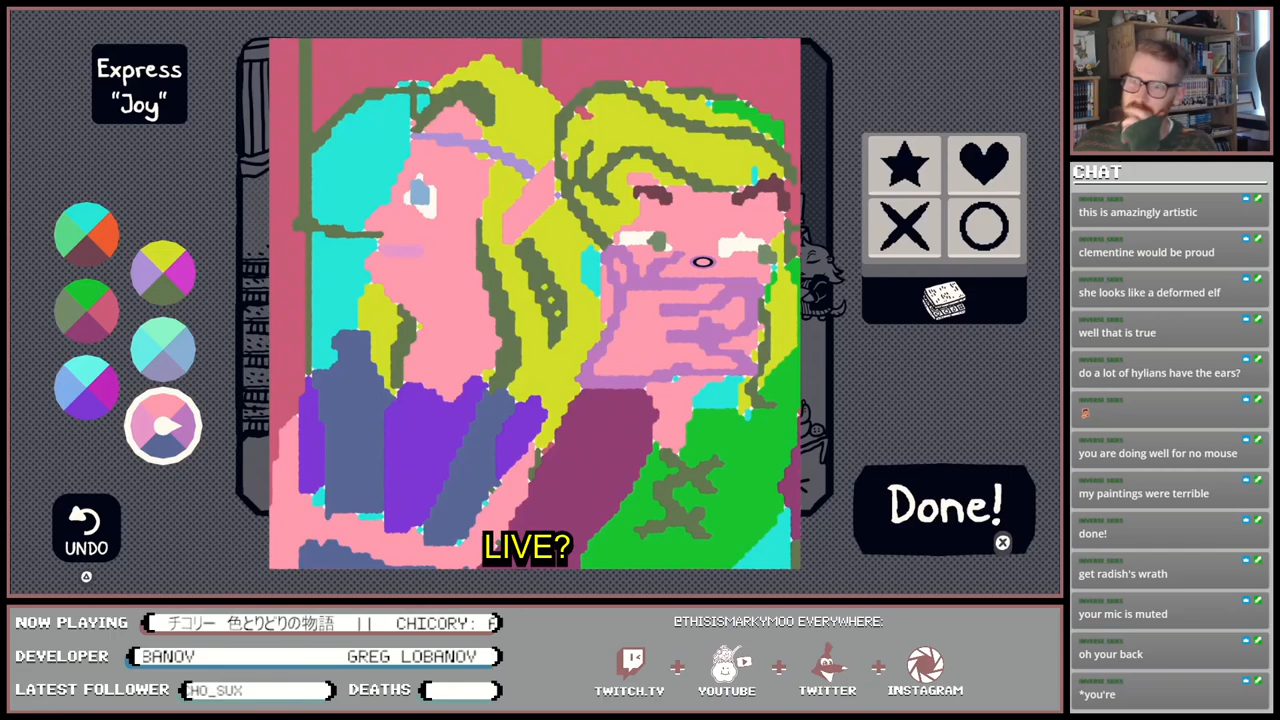 Express
"Joy"
UNDO
Done!
LIVE?
CHAT
this is amazingly artistic
clementine would be proud
she looks like a deformed elf
well that is true
do a lot of hylians have the ears?
you are doing well for no mouse
my paintings were terrible
done!
get radish's wrath
your mic is muted
oh your back
*you're
NOW PLAYING チコリー 色とりどりの物語 || CHICORY:
DEVELOPER BANOV GREG LOBANOV
LATEST FOLLOWER CHO_SUX DEATHS
@THISISMARKYMOO EVERYWHERE:
TWITCH.TV + YOUTUBE + TWITTER + INSTAGRAM